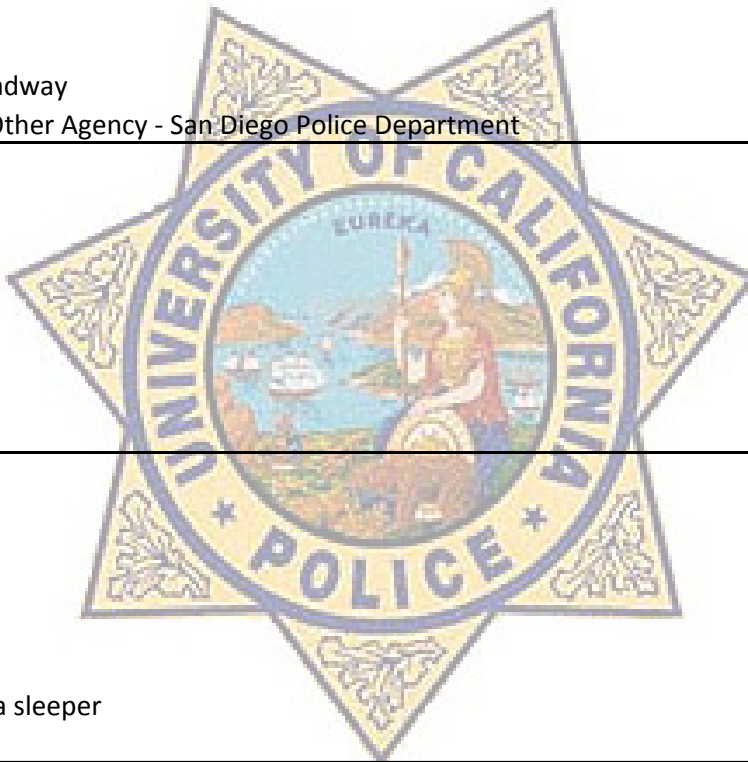 adway
Other Agency - San Diego Police Department
UNIVERSITY OF CALIFORNIA
EUREKA
POLICE
a sleeper